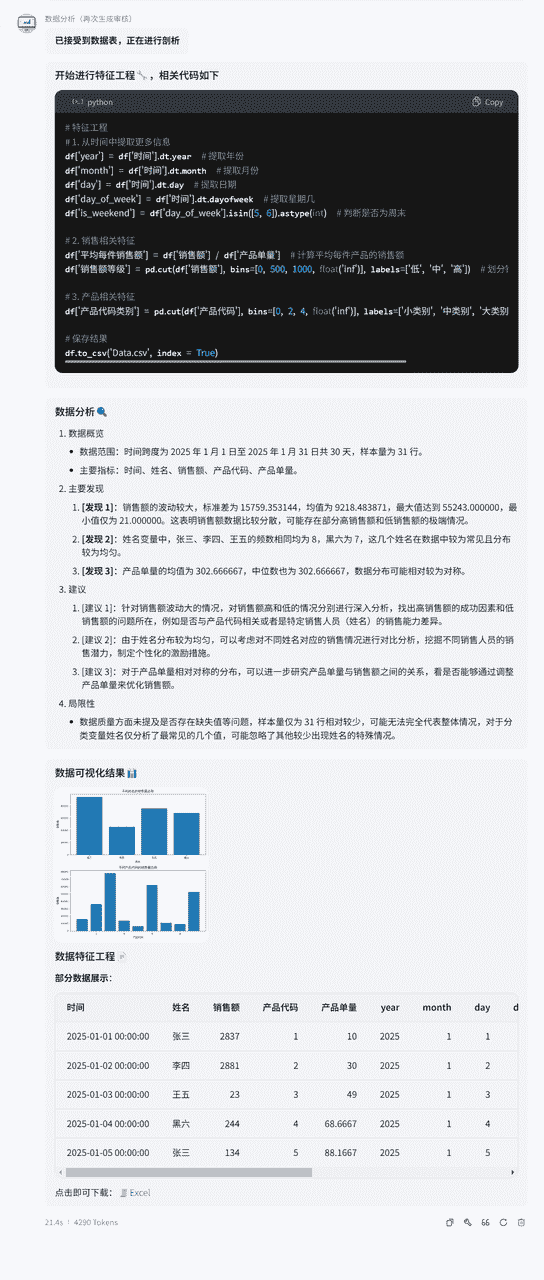 数据分析（再次生成审核）
已接受到数据表，正在进行剖析
开始进行特征工程🔧，相关代码如下
python
Copy
# 特征工程
# 1. 从时间中提取更多信息
df['year'] = df['时间'].dt.year # 提取年份
df['month'] = df['时间'].dt.month # 提取月份
df['day'] = df['时间'].dt.day # 提取日期
df['day_of_week'] = df['时间'].dt.dayofweek # 提取星期几
df['is_weekend'] = df['day_of_week'].isin([5, 6]).astype(int) # 判断是否为周末
# 2. 销售相关特征
df['平均每件销售额'] = df['销售额'] / df['产品单量'] # 计算平均每件产品的销售额
df['销售额等级'] = pd.cut(df['销售额'], bins=[0, 500, 1000, float('inf')], labels=['低', '中', '高']) # 划分
# 3. 产品相关特征
df['产品代码类别'] = pd.cut(df['产品代码'], bins=[0, 2, 4, float('inf')], labels=['小类别', '中类别', '大类别
# 保存结果
df.to_csv('Data.csv', index = True)
数据分析🔍
1. 数据概览
• 数据范围：时间跨度为 2025 年 1 月 1 日至 2025 年 1 月 31 日共 30 天，样本量为 31 行。
• 主要指标：时间、姓名、销售额、产品代码、产品单量。
2. 主要发现
1. [发现 1]：销售额的波动较大，标准差为 15759.353144，均值为 9218.483871，最大值达到 55243.000000，最
小值仅为 21.000000。这表明销售额数据比较分散，可能存在部分高销售额和低销售额的极端情况。
2. [发现 2]：姓名变量中，张三、李四、王五的频数相同均为 8，黑六为 7，这几个姓名在数据中较为常见且分布
较为均匀。
3. [发现 3]：产品单量的均值为 302.666667，中位数也为 302.666667，数据分布可能相对较为对称。
3. 建议
1. [建议 1]：针对销售额波动大的情况，对销售额高和低的情况分别进行深入分析，找出高销售额的成功因素和低
销售额的问题所在，例如是否与产品代码相关或者是特定销售人员（姓名）的销售能力差异。
2. [建议 2]：由于姓名分布较为均匀，可以考虑对不同姓名对应的销售情况进行对比分析，挖掘不同销售人员的销
售潜力，制定个性化的激励措施。
3. [建议 3]：对于产品单量相对对称的分布，可以进一步研究产品单量与销售额之间的关系，看是否能够通过调整
产品单量来优化销售额。
4. 局限性
• 数据质量方面未提及是否存在缺失值等问题，样本量仅为 31 行相对较少，可能无法完全代表整体情况，对于分
类变量姓名仅分析了最常见的几个值，可能忽略了其他较少出现姓名的特殊情况。
数据可视化结果📊
数据特征工程
部分数据展示：
时间 姓名 销售额 产品代码 产品单量 year month day d
2025-01-01 00:00:00 张三 2837 1 10 2025 1 1
2025-01-02 00:00:00 李四 2881 2 30 2025 1 2
2025-01-03 00:00:00 王五 23 3 49 2025 1 3
2025-01-04 00:00:00 黑六 244 4 68.6667 2025 1 4
2025-01-05 00:00:00 张三 134 5 88.1667 2025 1 5
点击即可下载： Excel
21.4s | 4290 Tokens